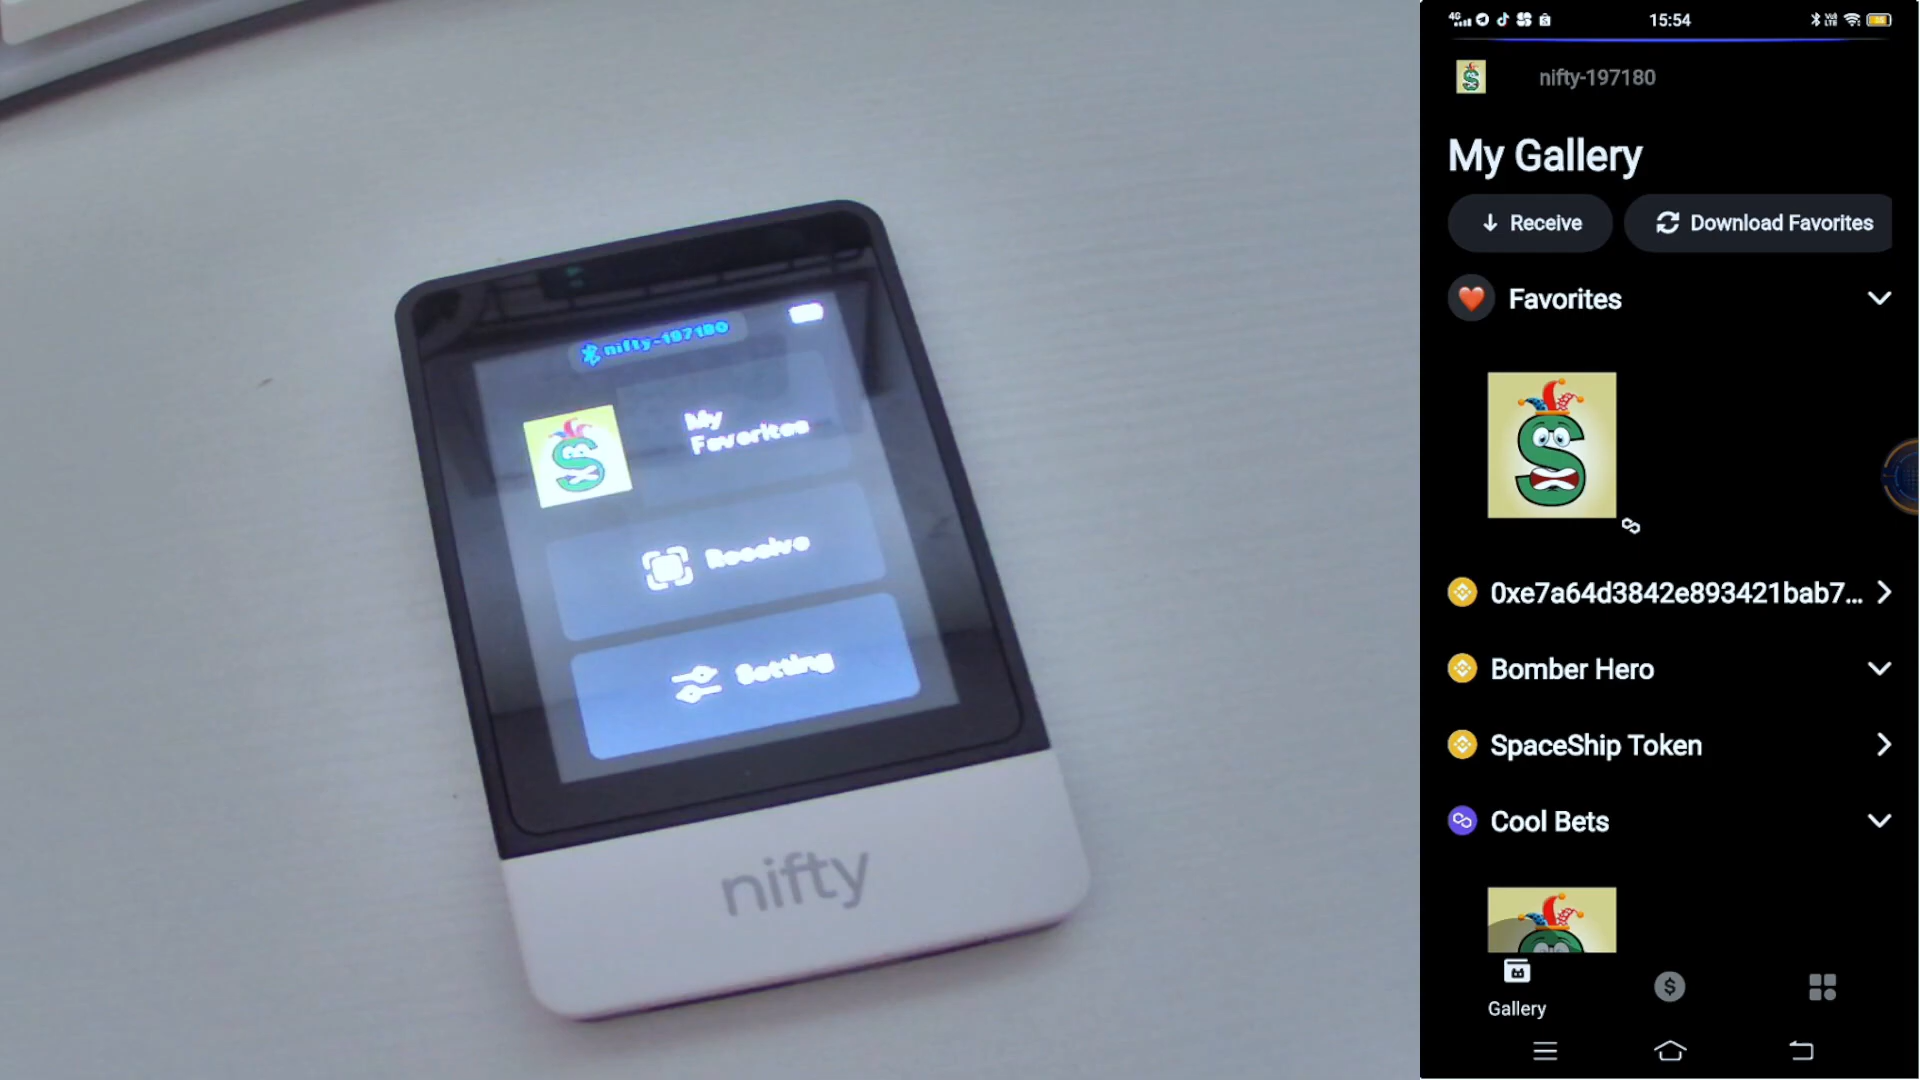 nifty-197180
My
Favorites
Receive
Setting
nifty
4G
15:54
nifty-197180
My Gallery
Receive
Download Favorites
Favorites
0xe7a64d3842e893421bab7...
Bomber Hero
SpaceShip Token
Cool Bets
Gallery